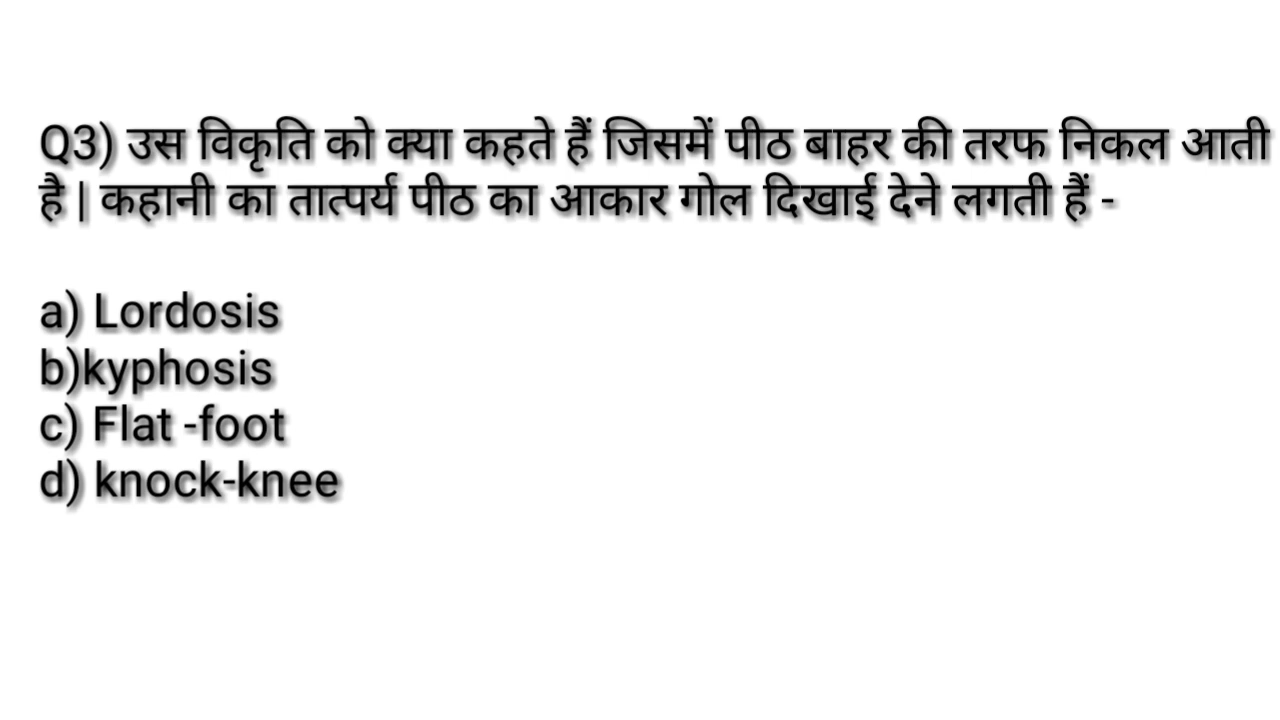 Q3) उस विकृति को क्या कहते हैं जिसमें पीठ बाहर की तरफ निकल आती
है | कहानी का तात्पर्य पीठ का आकार गोल दिखाई देने लगती हैं -
a) Lordosis
b)kyphosis
c) Flat -foot
d) knock-knee